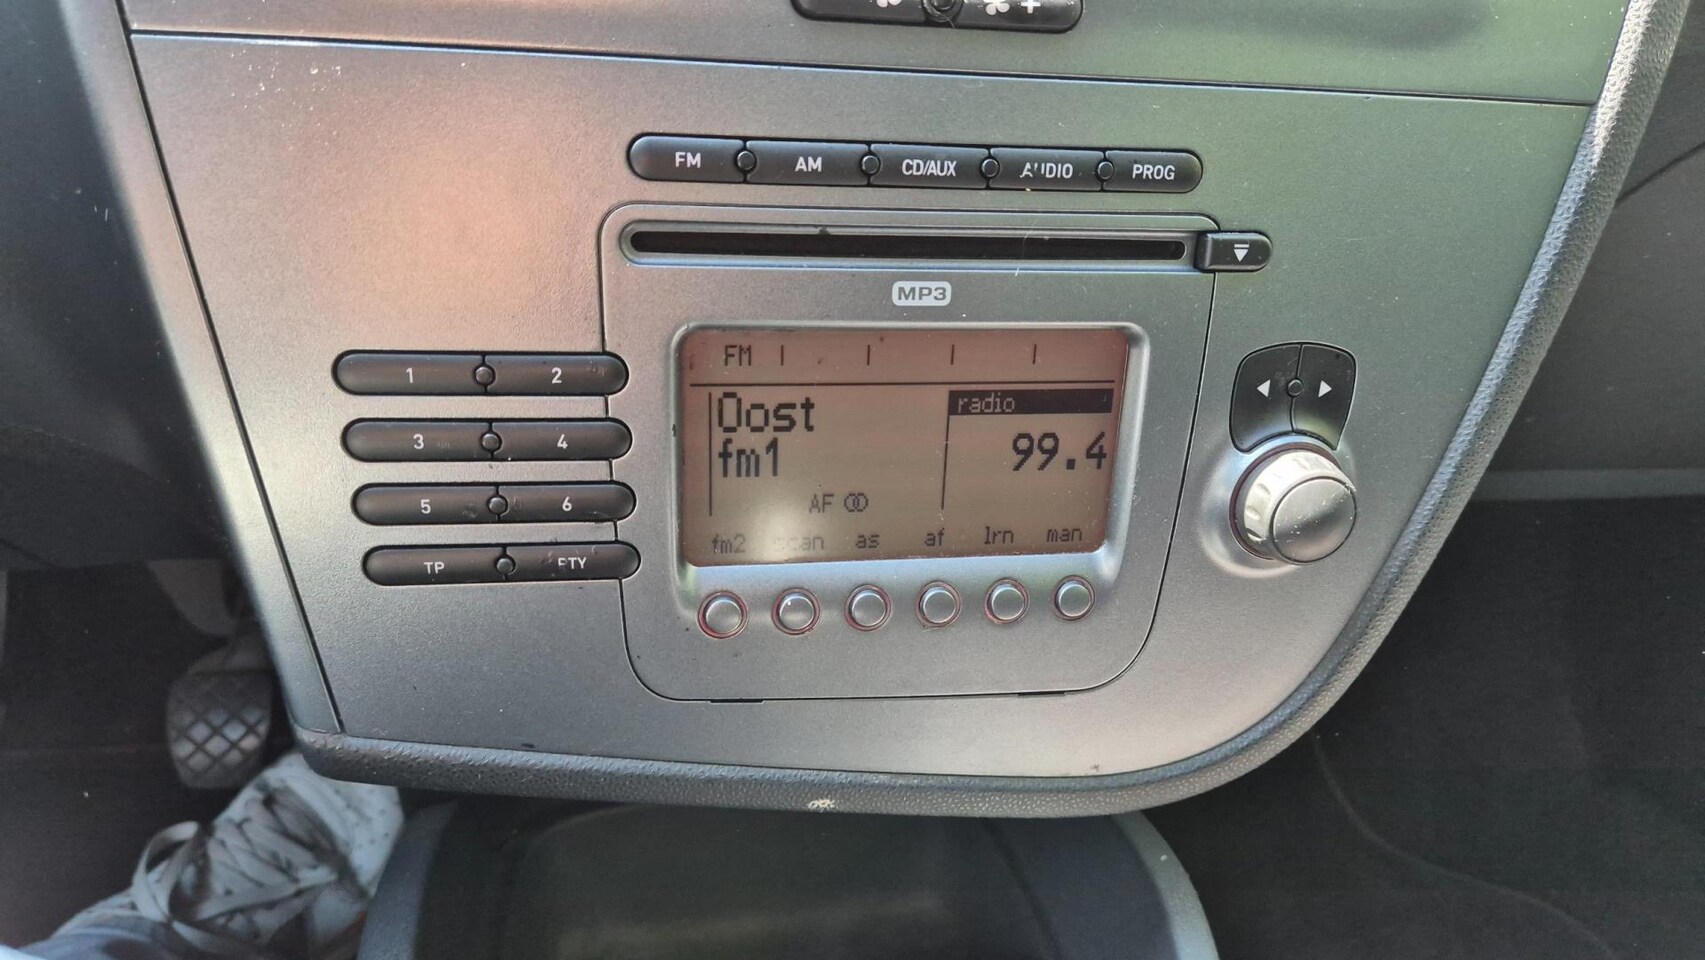 +
FM AM CD/AUX AUDIO PROG
MP3
1 2
3 4
5 6
TP PTY
FM
Oost
fm1
radio
99.4
AF
fm2 scan as af lrn man